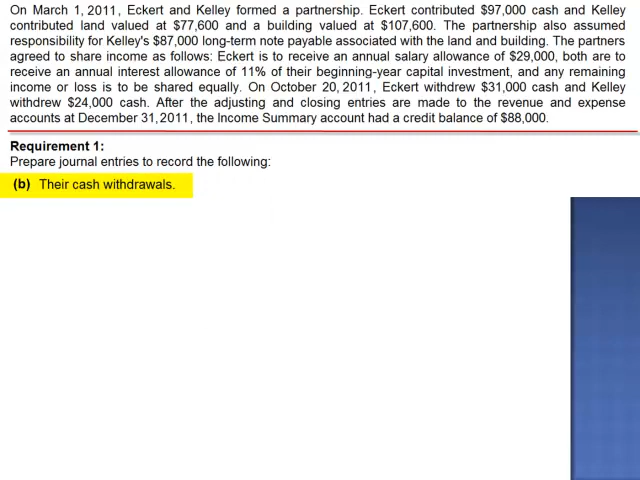 On March 1, 2011, Eckert and Kelley formed a partnership. Eckert contributed $97,000 cash and Kelley
contributed land valued at $77,600 and a building valued at $107,600. The partnership also assumed
responsibility for Kelley's $87,000 long-term note payable associated with the land and building. The partners
agreed to share income as follows: Eckert is to receive an annual salary allowance of $29,000, both are to
receive an annual interest allowance of 11% of their beginning-year capital investment, and any remaining
income or loss is to be shared equally. On October 20, 2011, Eckert withdrew $31,000 cash and Kelley
withdrew $24,000 cash. After the adjusting and closing entries are made to the revenue and expense
accounts at December 31, 2011, the Income Summary account had a credit balance of $88,000.
Requirement 1:
Prepare journal entries to record the following:
(b) Their cash withdrawals.